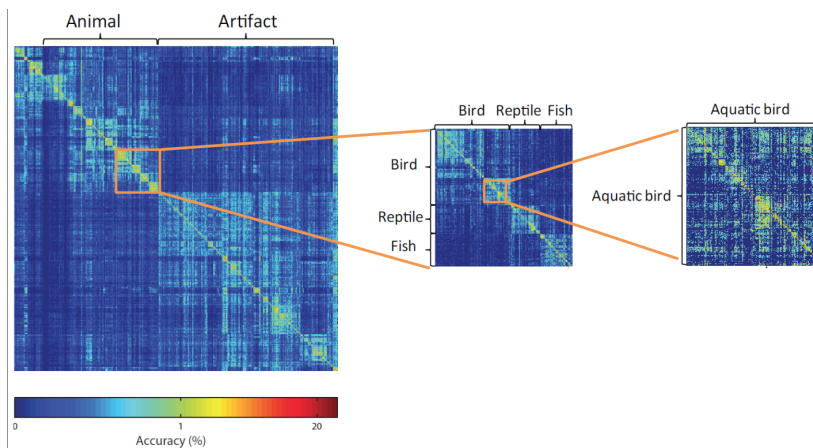 Animal Artifact
Bird Reptile Fish
Aquatic bird
Bird
Reptile
Fish
Aquatic bird
0 1 20
Accuracy (%)